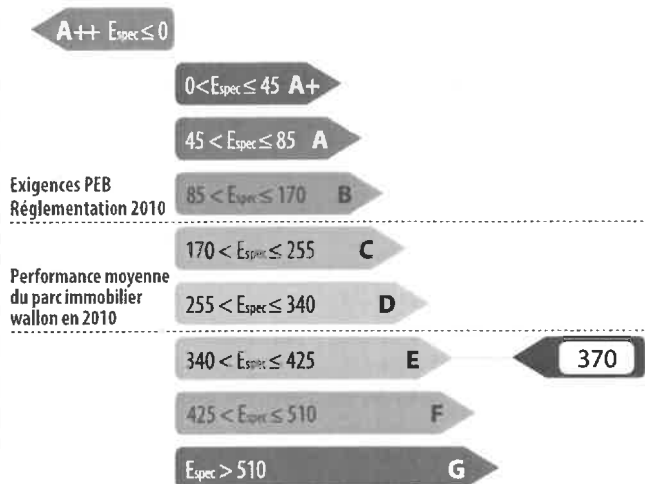 A++ Espec ≤ 0
0 < Espec ≤ 45 A+
45 < Espec ≤ 85 A
Exigences PEB
Réglementation 2010
85 < Espec ≤ 170 B
170 < Espec ≤ 255 C
Performance moyenne
du parc immobilier
wallon en 2010
255 < Espec ≤ 340 D
340 < Espec ≤ 425 E
370
425 < Espec ≤ 510 F
Espec > 510 G